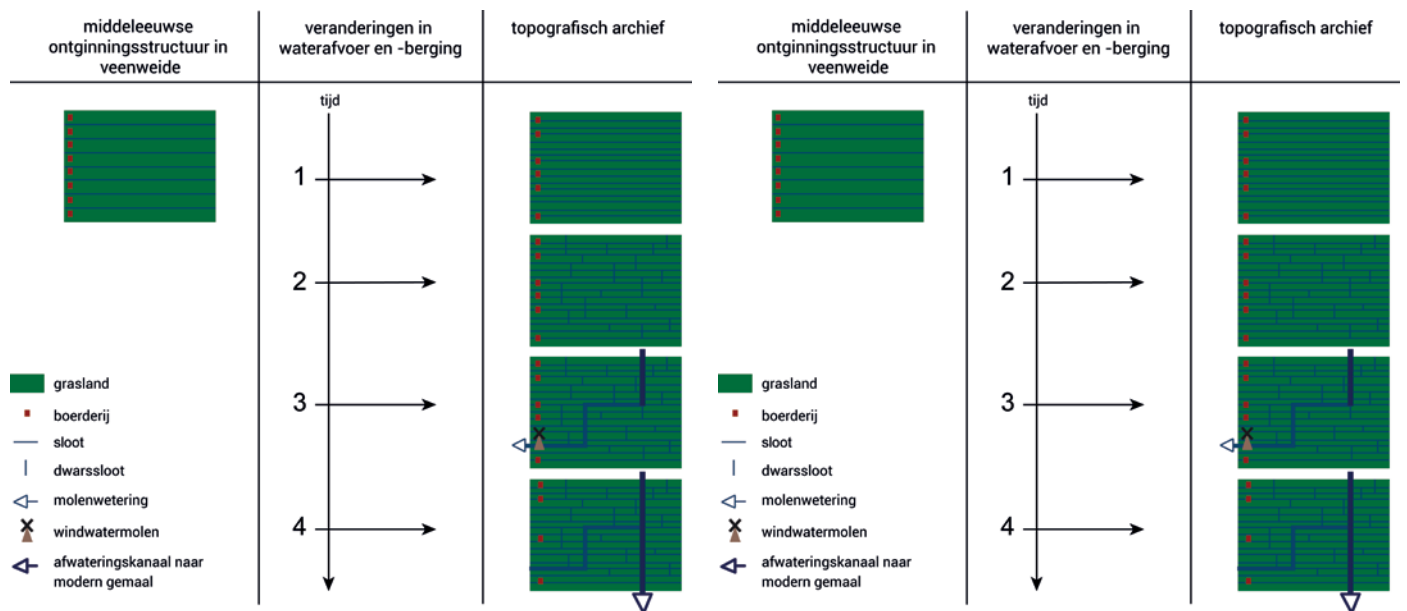 middeleeuwse
ontginningsstructuur in
veenweide
veranderingen in
waterafvoer en -berging
topografisch archief
tijd
1
2
3
4
grasland
boerderij
sloot
dwarssloot
molenwetering
windwatermolen
afwateringskanaal naar
modern gemaal
middeleeuwse
ontginningsstructuur in
veenweide
veranderingen in
waterafvoer en -berging
topografisch archief
tijd
1
2
3
4
grasland
boerderij
sloot
dwarssloot
molenwetering
windwatermolen
afwateringskanaal naar
modern gemaal